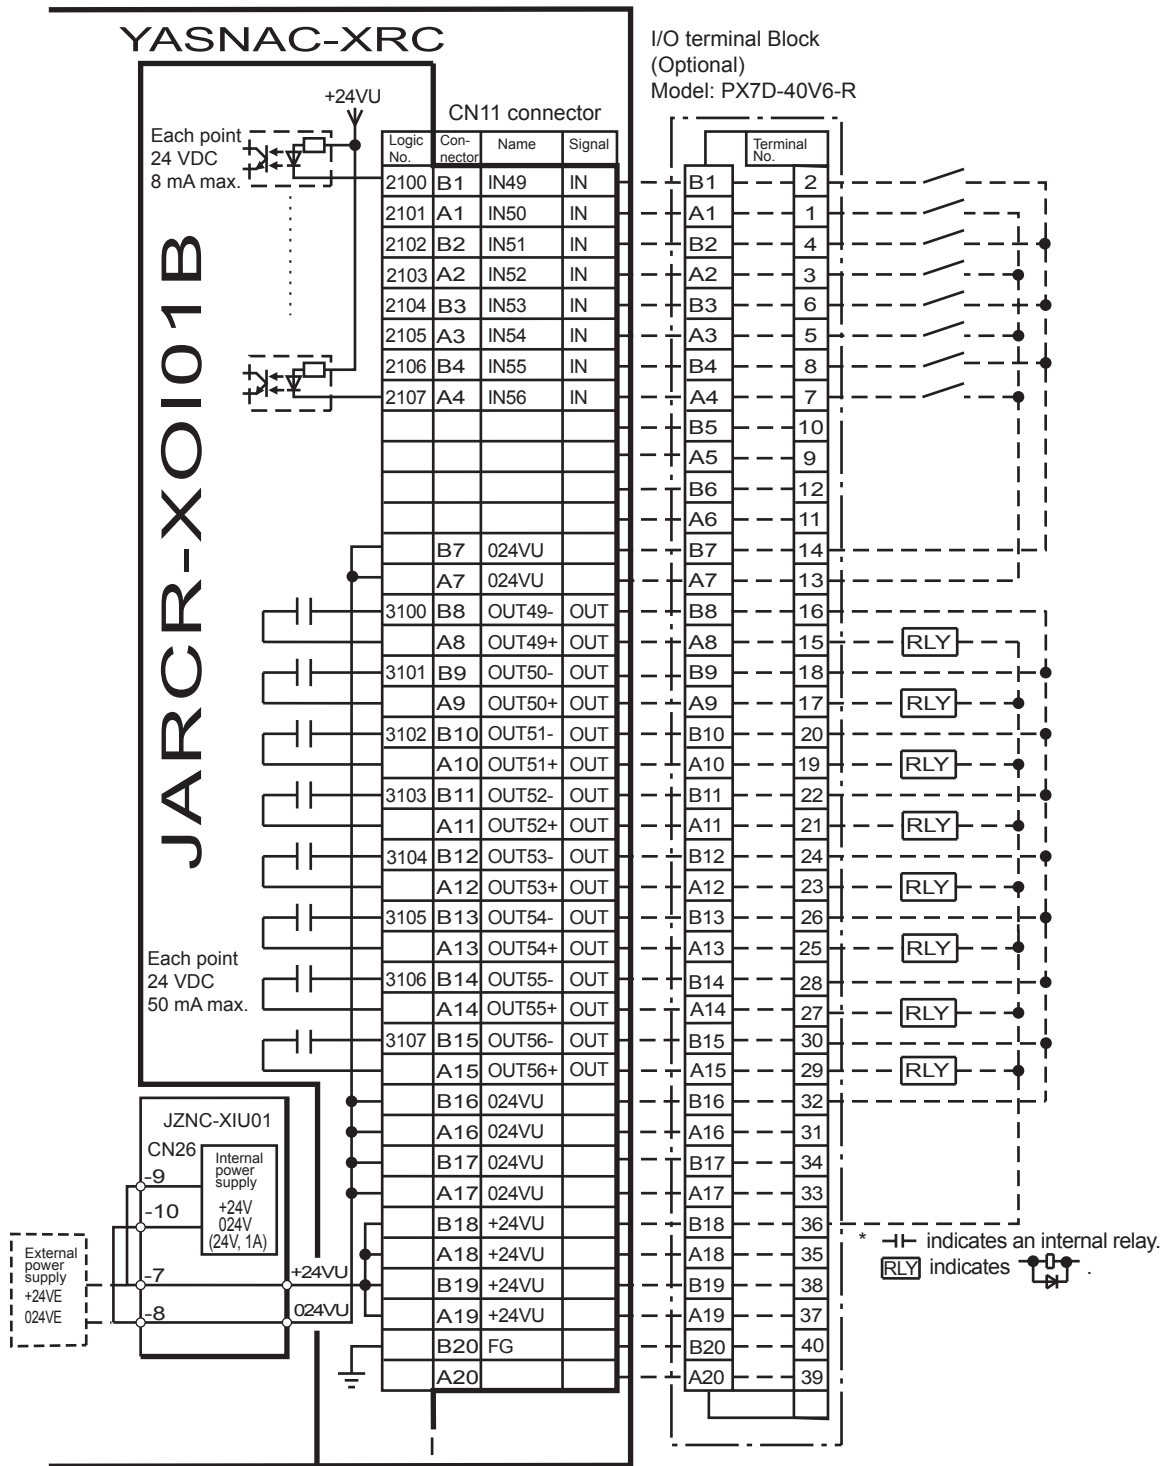 YASNAC-XRC
JARCR-XOI01B
+24VU
Each point
24 VDC
8 mA max.
CN11 connector
I/O terminal Block
(Optional)
Model: PX7D-40V6-R
Logic No. Con-nector Name Signal Terminal No.
2100 B1 IN49 IN B1 2
2101 A1 IN50 IN A1 1
2102 B2 IN51 IN B2 4
2103 A2 IN52 IN A2 3
2104 B3 IN53 IN B3 6
2105 A3 IN54 IN A3 5
2106 B4 IN55 IN B4 8
2107 A4 IN56 IN A4 7
B5 10
A5 9
B6 12
A6 11
B7 024VU B7 14
A7 024VU A7 13
3100 B8 OUT49- OUT B8 16
A8 OUT49+ OUT A8 15 RLY
3101 B9 OUT50- OUT B9 18
A9 OUT50+ OUT A9 17 RLY
3102 B10 OUT51- OUT B10 20
A10 OUT51+ OUT A10 19 RLY
3103 B11 OUT52- OUT B11 22
A11 OUT52+ OUT A11 21 RLY
3104 B12 OUT53- OUT B12 24
A12 OUT53+ OUT A12 23 RLY
3105 B13 OUT54- OUT B13 26
A13 OUT54+ OUT A13 25 RLY
3106 B14 OUT55- OUT B14 28
A14 OUT55+ OUT A14 27 RLY
3107 B15 OUT56- OUT B15 30
A15 OUT56+ OUT A15 29 RLY
B16 024VU B16 32
A16 024VU A16 31
B17 024VU B17 34
A17 024VU A17 33
B18 +24VU B18 36
A18 +24VU A18 35
B19 +24VU B19 38
A19 +24VU A19 37
B20 FG B20 40
A20 A20 39
Each point
24 VDC
50 mA max.
JZNC-XIU01
CN26
-9
-10
-7
-8
Internal
power
supply
+24V
024V
(24V, 1A)
External
power
supply
+24VE
024VE
+24VU
024VU
* indicates an internal relay.
RLY indicates .